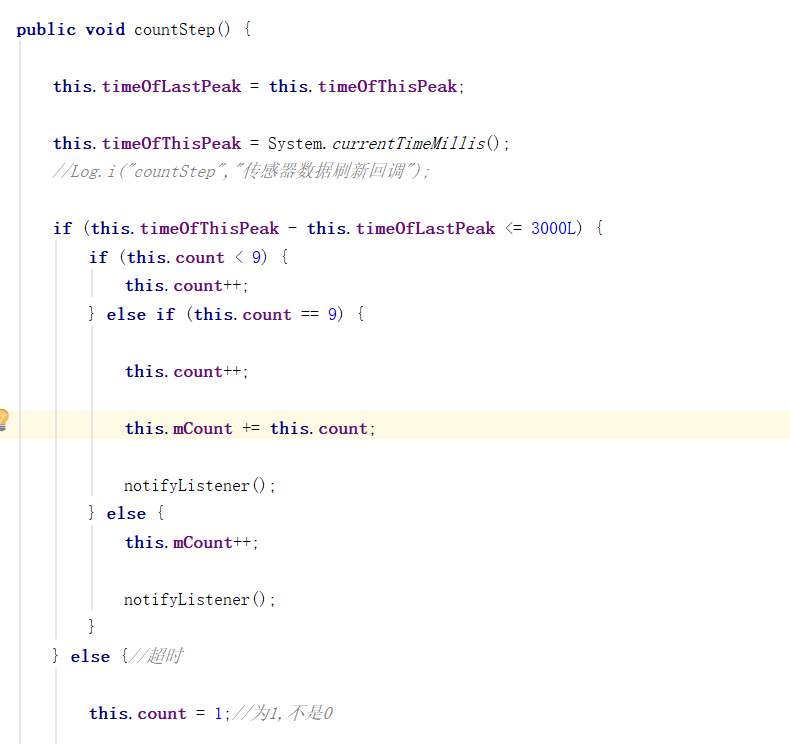 public void countStep() {
this.timeOfLastPeak = this.timeOfThisPeak;
this.timeOfThisPeak = System.currentTimeMillis();
//Log.i("countStep","传感器数据刷新回调");
if (this.timeOfThisPeak - this.timeOfLastPeak <= 3000L) {
if (this.count < 9) {
this.count++;
} else if (this.count == 9) {
this.count++;
this.mCount += this.count;
notifyListener();
} else {
this.mCount++;
notifyListener();
}
} else {//超时
this.count = 1;//为1,不是0